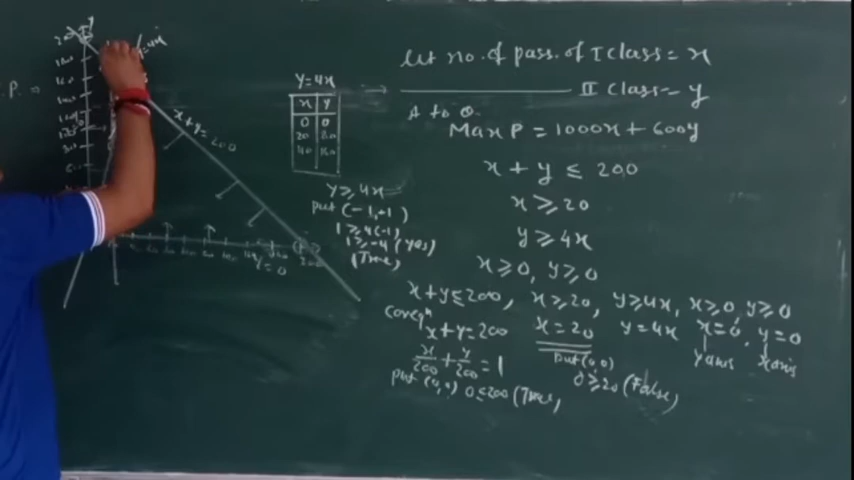 let no. of pass. of I class = x
II Class - y
A to Q.
Max P = 1000x + 600y
x + y ≤ 200
x ≥ 20
y ≥ 4x
x ≥ 0, y ≥ 0
x + y ≤ 200, x ≥ 20, y ≥ 4x, x ≥ 0, y ≥ 0
x + y = 200 x = 20 y = 4x x = 0, y = 0
y axis x axis
x/200 + y/200 = 1
put (0,0) 0 ≤ 200 (True)
put (0,0)
0 ≥ 20 (False)
y = 4x
x y
0 0
20 80
40 160
y ≥ 4x
put (-1,-1)
1 ≥ 4(-1)
1 ≥ -4 (Yes)
(True)
P. ⇒
y
y = 4x
x + y = 200
y = 0
200